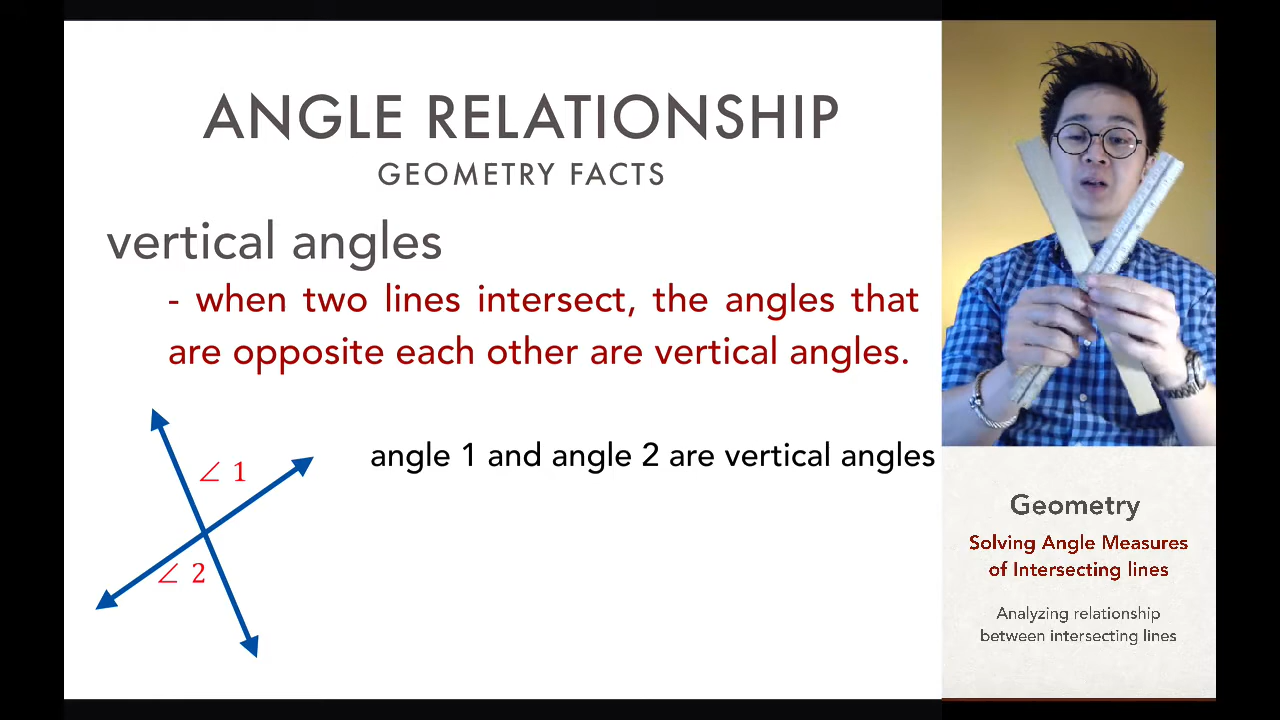 ANGLE RELATIONSHIP
GEOMETRY FACTS
vertical angles
- when two lines intersect, the angles that
are opposite each other are vertical angles.
∠ 1
angle 1 and angle 2 are vertical angles
∠ 2
Geometry
Solving Angle Measures
of Intersecting lines
Analyzing relationship
between intersecting lines